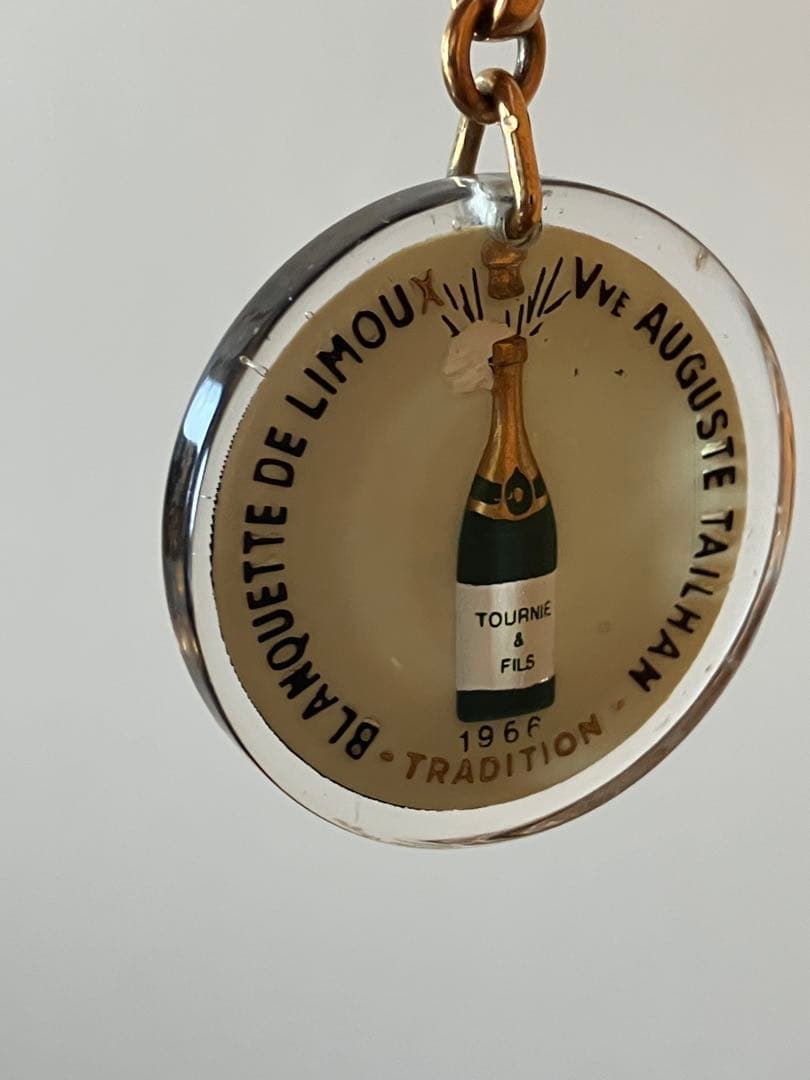 BLANQUETTE DE LIMOUX
VVE AUGUSTE TAILHAN
TOURNIE
&
FILS
1966
- TRADITION -